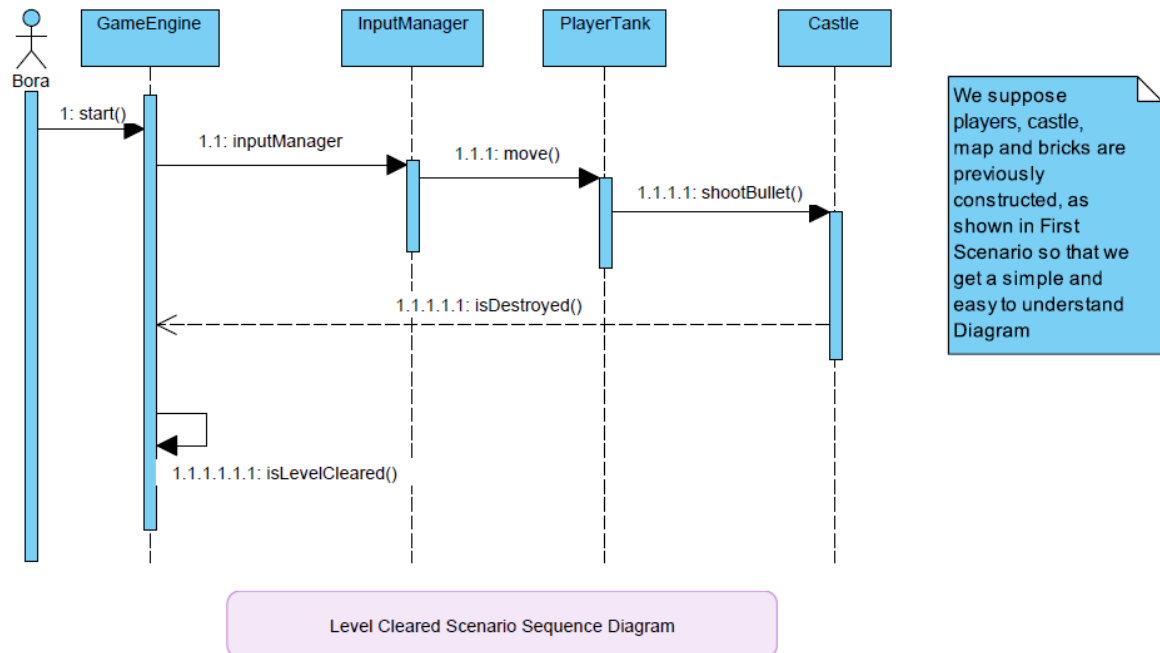 GameEngine
InputManager
PlayerTank
Castle
Bora
1: start()
1.1: inputManager
1.1.1: move()
1.1.1.1: shootBullet()
1.1.1.1.1: isDestroyed()
1.1.1.1.1.1: isLevelCleared()
We suppose
players, castle,
map and bricks are
previously
constructed, as
shown in First
Scenario so that we
get a simple and
easy to understand
Diagram
Level Cleared Scenario Sequence Diagram